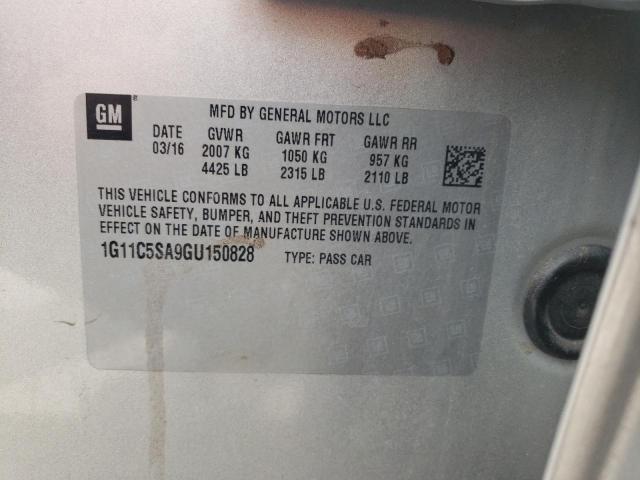 GM®
MFD BY GENERAL MOTORS LLC
DATE GVWR GAWR FRT GAWR RR
03/16 2007 KG 1050 KG 957 KG
4425 LB 2315 LB 2110 LB
THIS VEHICLE CONFORMS TO ALL APPLICABLE U.S. FEDERAL MOTOR
VEHICLE SAFETY, BUMPER, AND THEFT PREVENTION STANDARDS IN
EFFECT ON THE DATE OF MANUFACTURE SHOWN ABOVE.
1G11C5SA9GU150828 TYPE: PASS CAR